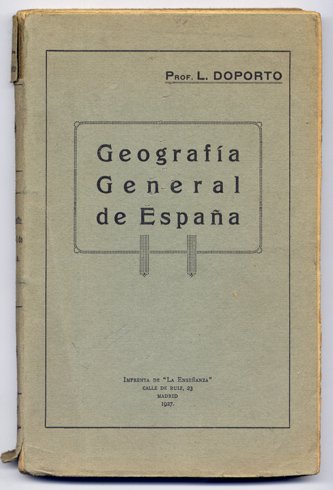 Prof. L. DOPORTO
Geografía
General
de España
Imprenta de "La Enseñanza"
CALLE DE RUIZ, 23
MADRID
1927.